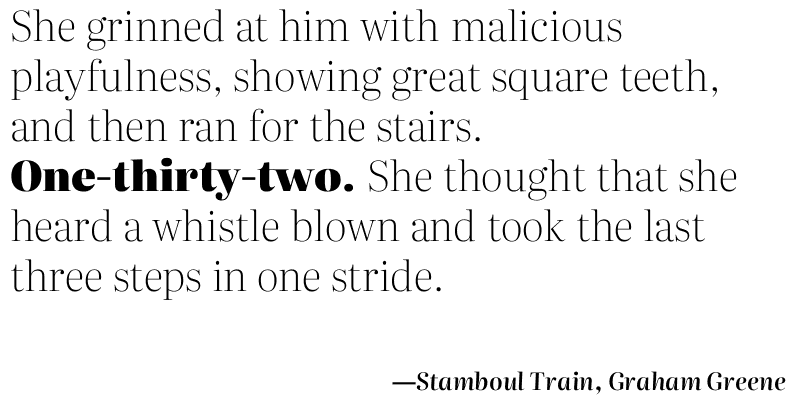 She grinned at him with malicious
playfulness, showing great square teeth,
and then ran for the stairs.
One-thirty-two. She thought that she
heard a whistle blown and took the last
three steps in one stride.
—Stamboul Train, Graham Greene